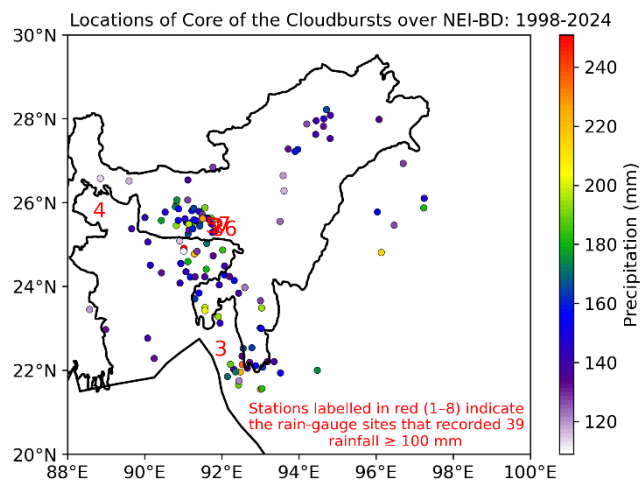 Locations of Core of the Cloudbursts over NEI-BD: 1998-2024
30°N
28°N
26°N
24°N
22°N
20°N
88°E 90°E 92°E 94°E 96°E 98°E 100°E
4
7
6
3
Stations labelled in red (1–8) indicate
the rain-gauge sites that recorded 39
rainfall ≥ 100 mm
240
220
200
180
160
140
120
Precipitation (mm)